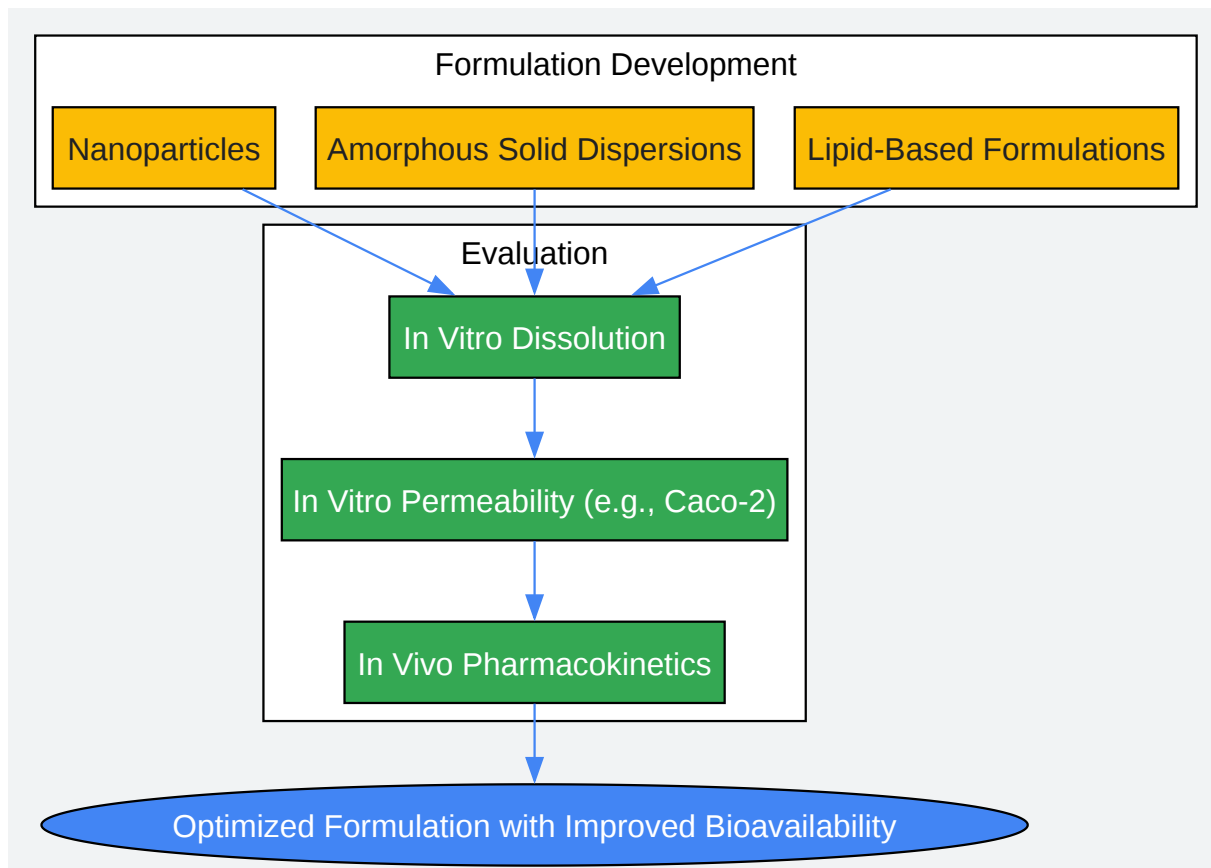 Formulation Development
Nanoparticles
Amorphous Solid Dispersions
Lipid-Based Formulations
Evaluation
In Vitro Dissolution
In Vitro Permeability (e.g., Caco-2)
In Vivo Pharmacokinetics
Optimized Formulation with Improved Bioavailability